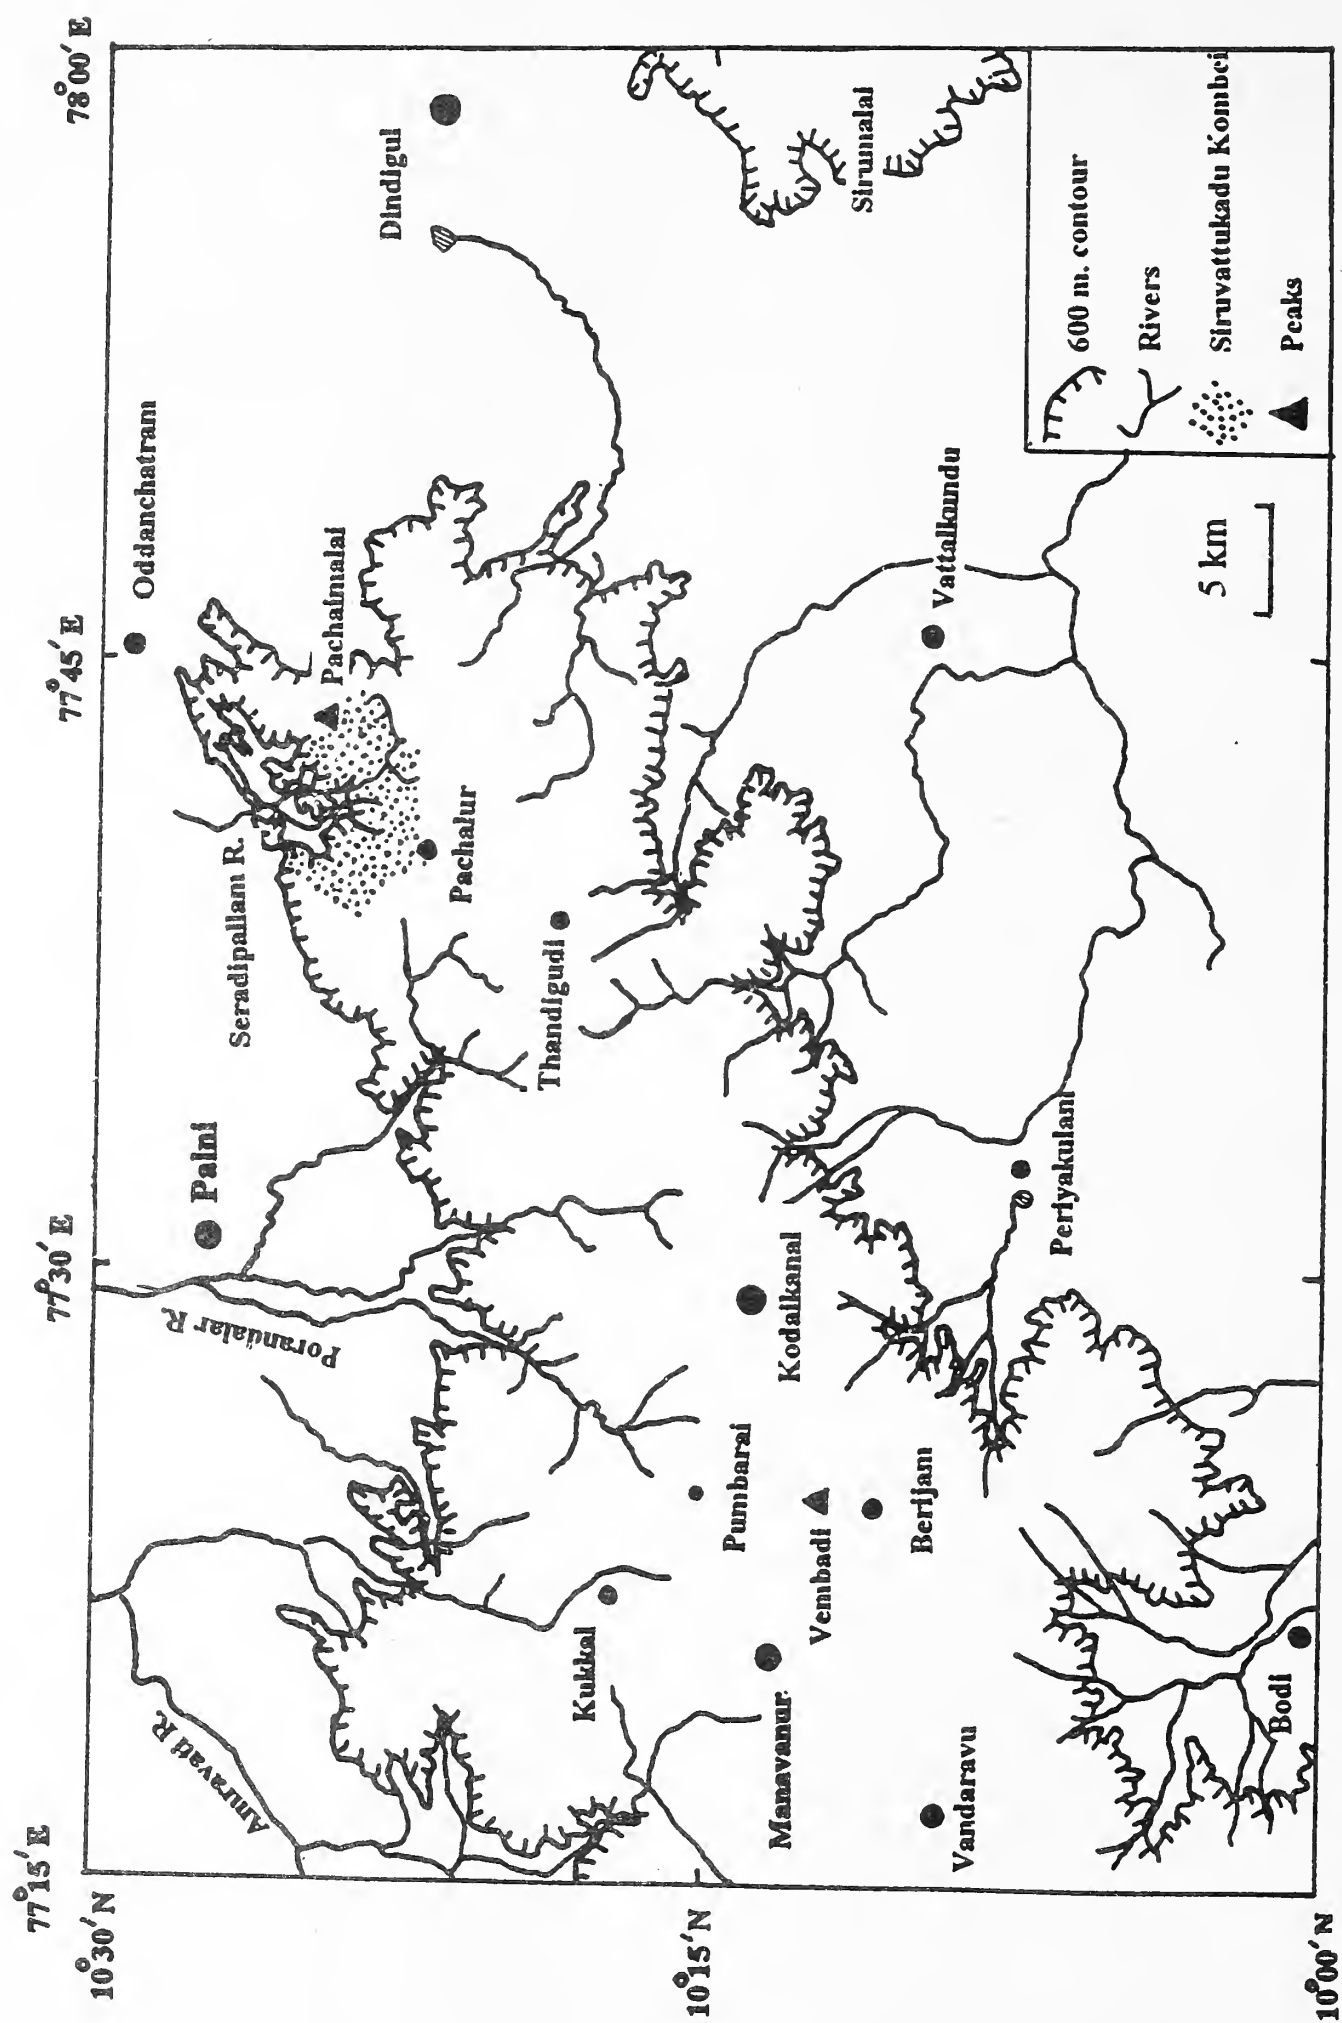 77°15′E
77°30′E
77°45′E
78°00′E
10°30′N
10°15′N
10°00′N
Amravati R.
Porandalar R.
Palni
Seradipallam R.
Oddanchatram
Pachalmalai
Pachalur
Dindigul
Thandigudi
Kukkal
Pumbarai
Kodaikanal
Manavanur.
Vembadi
Berijam
Vandaravu
Periyakulam
Vattalkundu
Sirumalai
Bodi
5 km
600 m. contour
Rivers
Siruvattukadu Kombei
Peaks